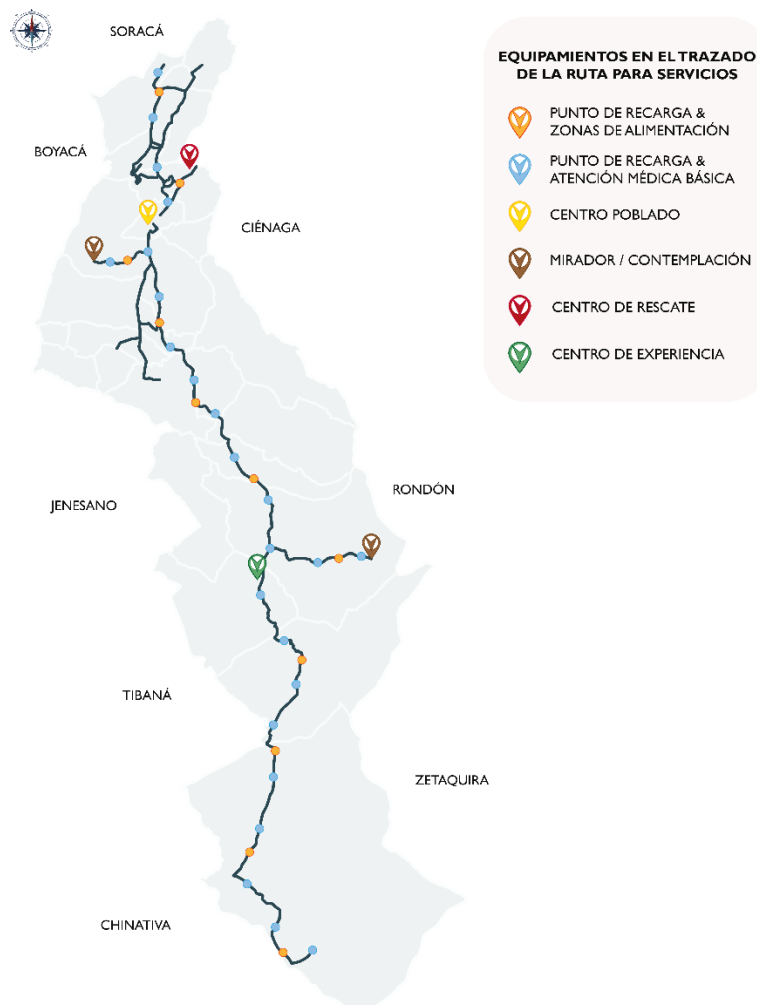 SORACÁ
EQUIPAMIENTOS EN EL TRAZADO
DE LA RUTA PARA SERVICIOS
PUNTO DE RECARGA &
ZONAS DE ALIMENTACIÓN
BOYACÁ
PUNTO DE RECARGA &
ATENCIÓN MÉDICA BÁSICA
CENTRO POBLADO
CIÉNAGA
MIRADOR / CONTEMPLACIÓN
CENTRO DE RESCATE
CENTRO DE EXPERIENCIA
RONDÓN
JENESANO
TIBANÁ
ZETAQUIRA
CHINATIVA